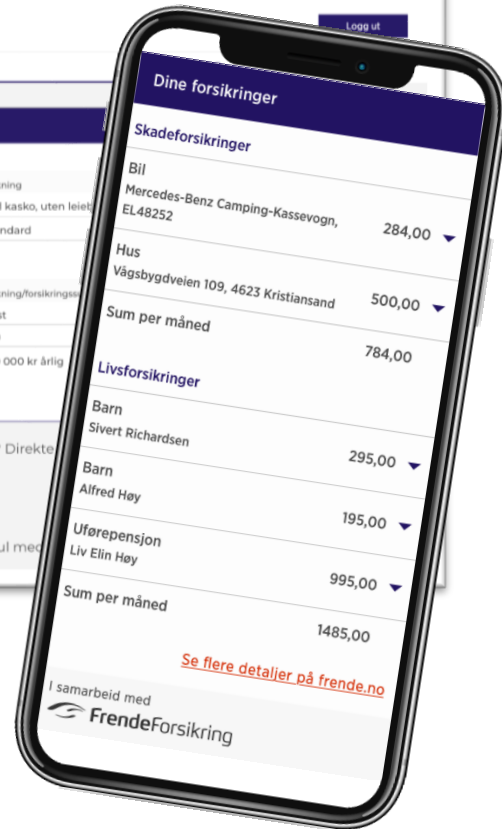 Logg ut
kasko, uten
ndard
000 kr årlig
Direkte
Dine forsikringer
Skadeforsikringer
Bil
Mercedes-Benz Camping-Kassevogn,
EL48252
284,00
Hus
Vågsbygdveien 109, 4623 Kristiansand
500,00
Sum per måned
784,00
Livsforsikringer
Barn
Sivert Richardsen
295,00
Barn
Alfred Høy
195,00
Uførepensjon
Liv Elin Høy
995,00
Sum per måned
1485,00
Se flere detaljer på frende.no
I samarbeid med
FrendeForsikring